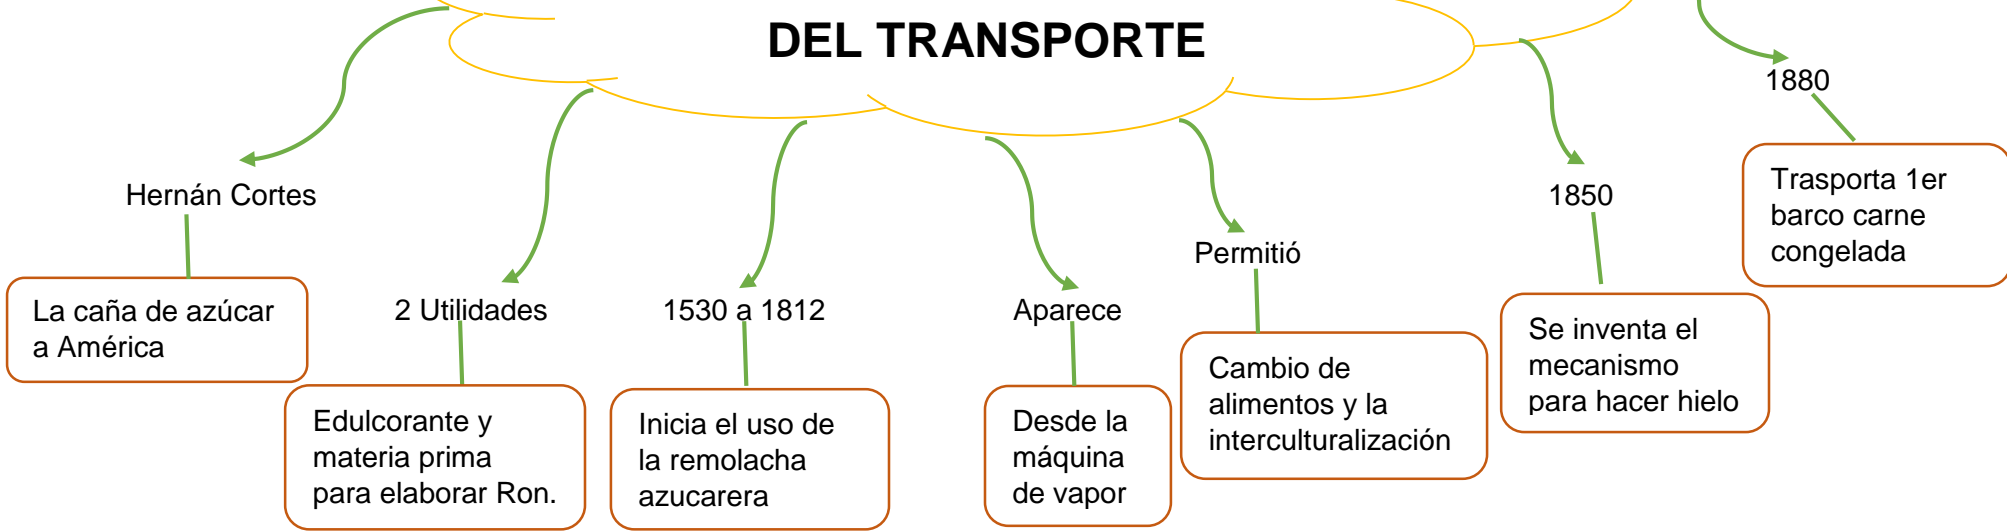 DEL TRANSPORTE
Hernán Cortes
La caña de azúcar
a América
2 Utilidades
Edulcorante y
materia prima
para elaborar Ron.
1530 a 1812
Inicia el uso de
la remolacha
azucarera
Aparece
Desde la
máquina
de vapor
Permitió
Cambio de
alimentos y la
interculturalización
1850
Se inventa el
mecanismo
para hacer hielo
1880
Trasporta 1er
barco carne
congelada